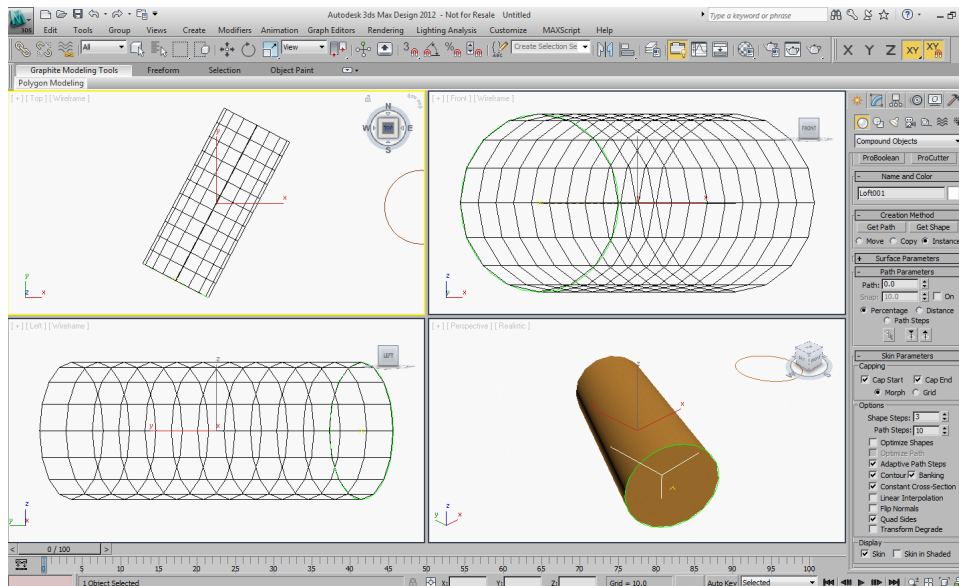 Autodesk 3ds Max Design 2012 - Not for Resale Untitled
Type a keyword or phrase
3DS
Edit Tools Group Views Create Modifiers Animation Graph Editors Rendering Lighting Analysis Customize MAXScript Help
All View 3 Create Selection Se X Y Z XY XY
Graphite Modeling Tools Freeform Selection Object Paint
Polygon Modeling
[ + ] [ Top ] [ Wireframe ]
N
W E
S
y
x
y
z x
[ + ] [ Front ] [ Wireframe ]
FRONT
x
z
y x
[ + ] [ Left ] [ Wireframe ]
LEFT
z
y x
z
y x
[ + ] [ Perspective ] [ Realistic ]
z
x
z
y x
Compound Objects
ProBoolean ProCutter
- Name and Color
Loft001
- Creation Method
Get Path Get Shape
Move Copy Instance
+ Surface Parameters
- Path Parameters
Path: 0.0
Snap: 10.0 On
Percentage Distance
Path Steps
- Skin Parameters
Capping
Cap Start Cap End
Morph Grid
Options
Shape Steps: 3
Path Steps: 10
Optimize Shapes
Optimize Path
Adaptive Path Steps
Contour Banking
Constant Cross-Section
Linear Interpolation
Flip Normals
Quad Sides
Transform Degrade
Display
Skin Skin in Shaded
< 0 / 100 >
0 5 10 15 20 25 30 35 40 45 50 55 60 65 70 75 80 85 90 95 100
1 Object Selected X: Y: Z: Grid = 10.0 Auto Key Selected